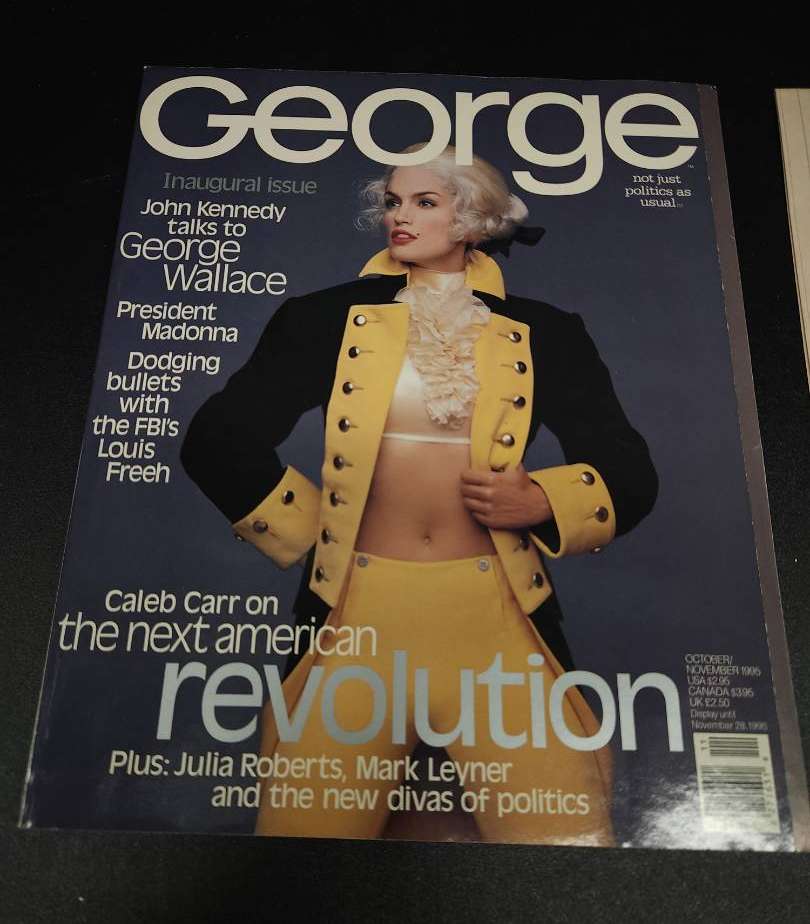 George
Inaugural issue
not just
politics as
usual
John Kennedy
talks to
George
Wallace
President
Madonna
Dodging
bullets
with
the FBI's
Louis
Freeh
Caleb Carr on
the next american
revolution
Plus: Julia Roberts, Mark Leyner
and the new divas of politics
OCTOBER/
NOVEMBER 1995
USA $2.95
CANADA $3.95
UK £2.50
Display until
November 28, 1995